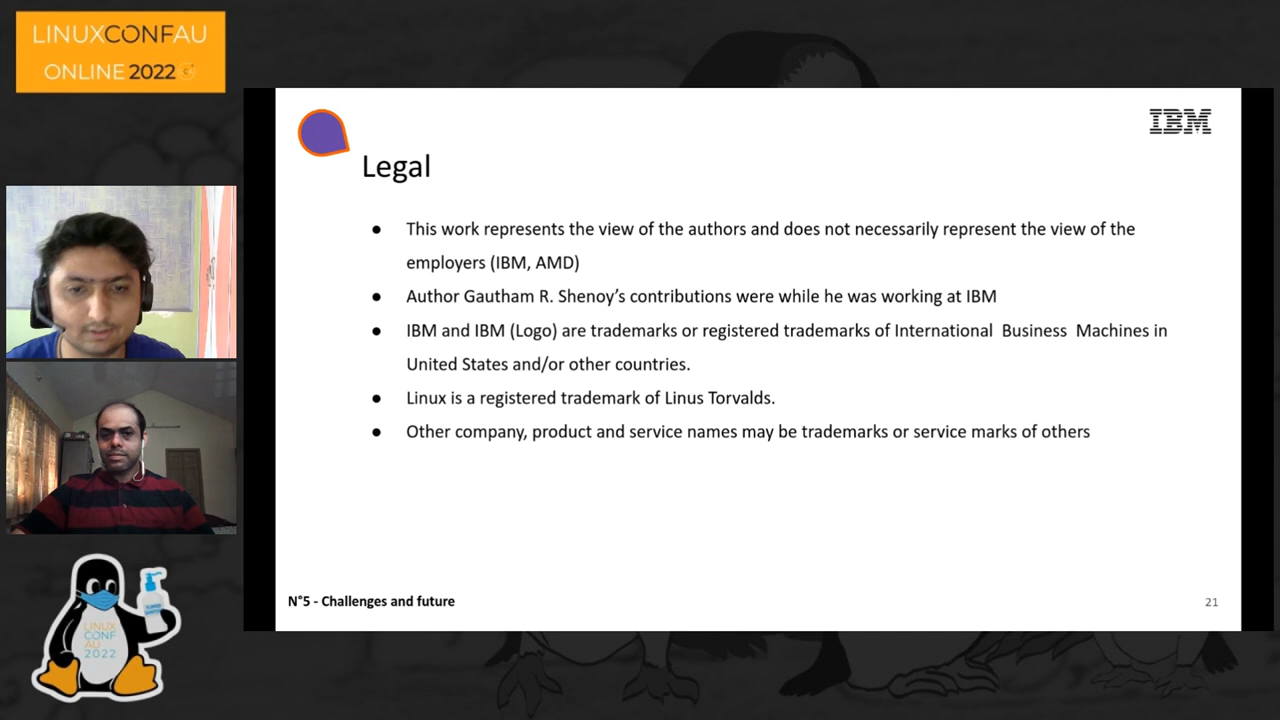 LINUXCONFAU
ONLINE 2022
IBM
Legal
● This work represents the view of the authors and does not necessarily represent the view of the
employers (IBM, AMD)
● Author Gautham R. Shenoy’s contributions were while he was working at IBM
● IBM and IBM (Logo) are trademarks or registered trademarks of International Business Machines in
United States and/or other countries.
● Linux is a registered trademark of Linus Torvalds.
● Other company, product and service names may be trademarks or service marks of others
N°5 - Challenges and future
21
LINUX
CONF
AU
2022